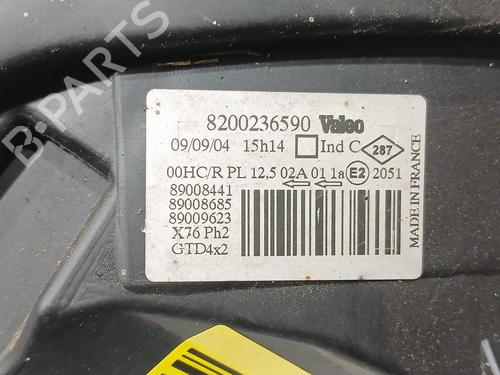 B-PARTS
8200236590 Valeo
09/09/04 15h14 Ind C 287
00HC/R PL 12,5 02A 01 1a E2 2051
89008441
89008685
89009623
X76 Ph2
GTD4x2
MADE IN FRANCE